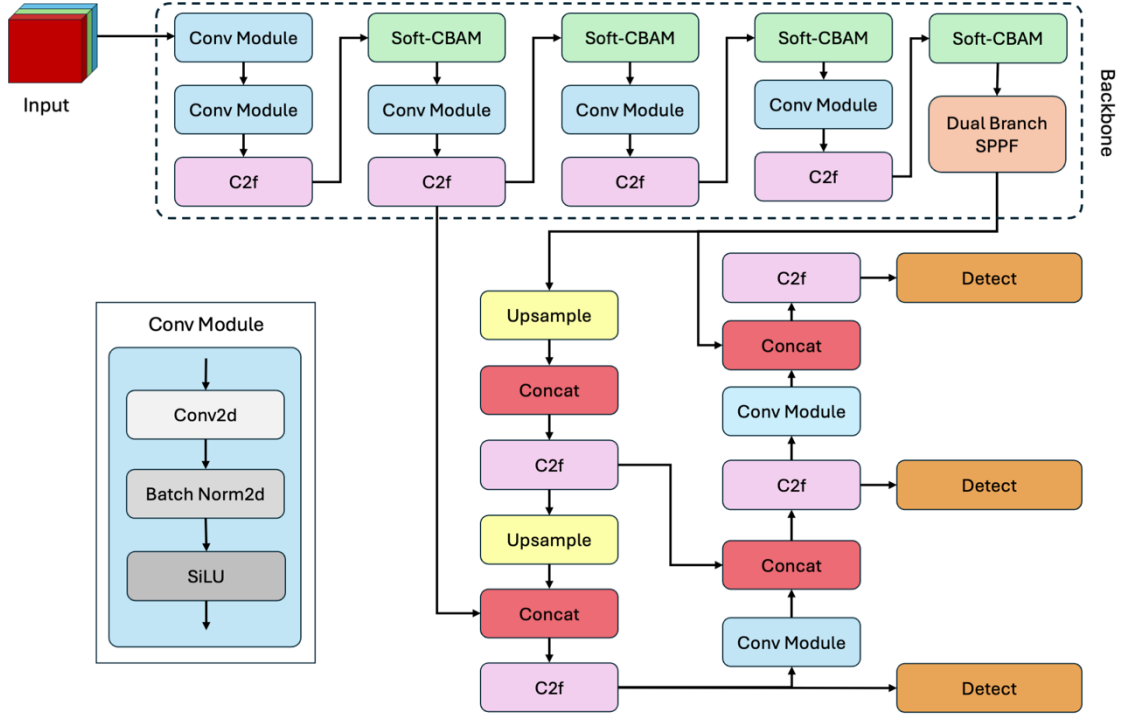 Input
Conv Module
Conv Module
C2f
Soft-CBAM
Conv Module
C2f
Soft-CBAM
Conv Module
C2f
Soft-CBAM
Conv Module
C2f
Soft-CBAM
Dual Branch
SPPF
Backbone
Conv Module
Conv2d
Batch Norm2d
SiLU
Upsample
Concat
C2f
Upsample
Concat
C2f
C2f
Concat
Conv Module
C2f
Concat
Conv Module
Detect
Detect
Detect